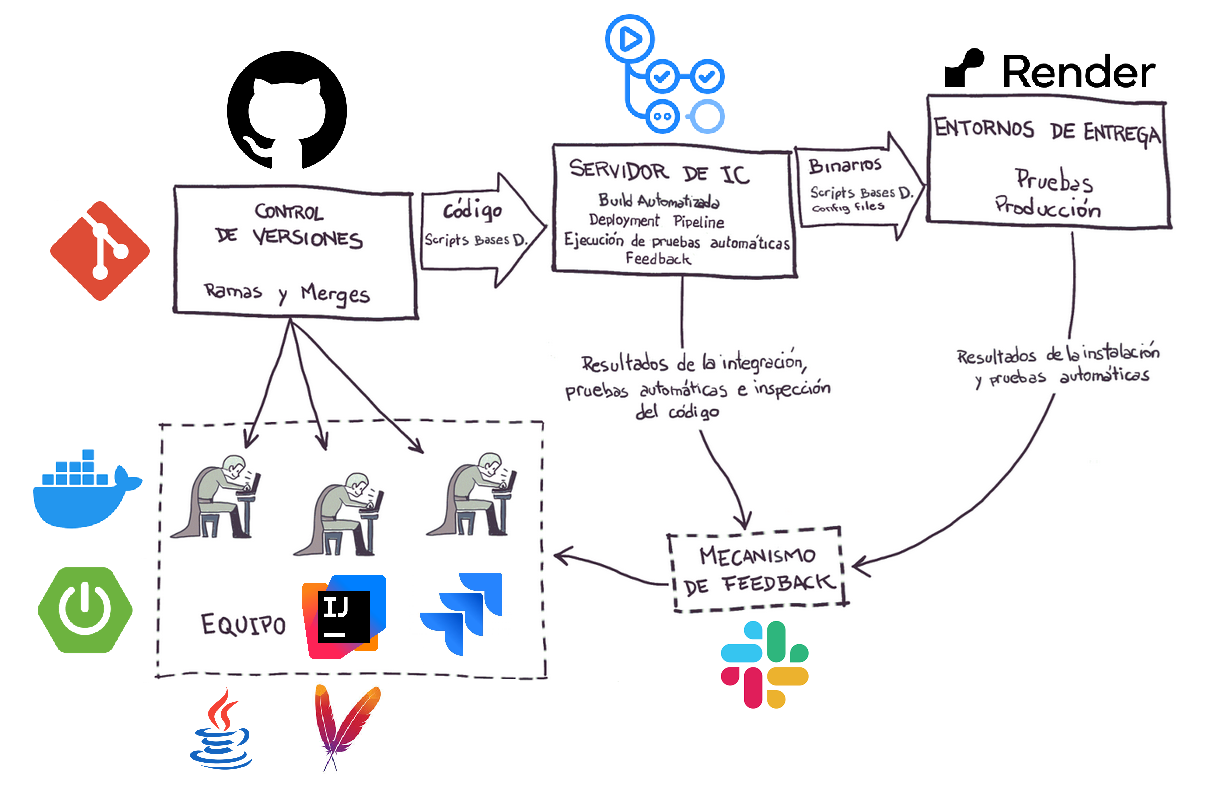 Render
CONTROL
DE VERSIONES
Ramas y Merges
Código
Scripts Bases D.
SERVIDOR DE IC
Build Automatizada
Deployment Pipeline
Ejecución de pruebas automáticas
Feedback
Binarios
Scripts Bases D.
Config Files
ENTORNOS DE ENTREGA
Pruebas
Producción
Resultados de la integración,
pruebas automáticas e inspección
del código
Resultados de la instalación
y pruebas automáticas
MECANISMO
DE FEEDBACK
EQUIPO
IJ